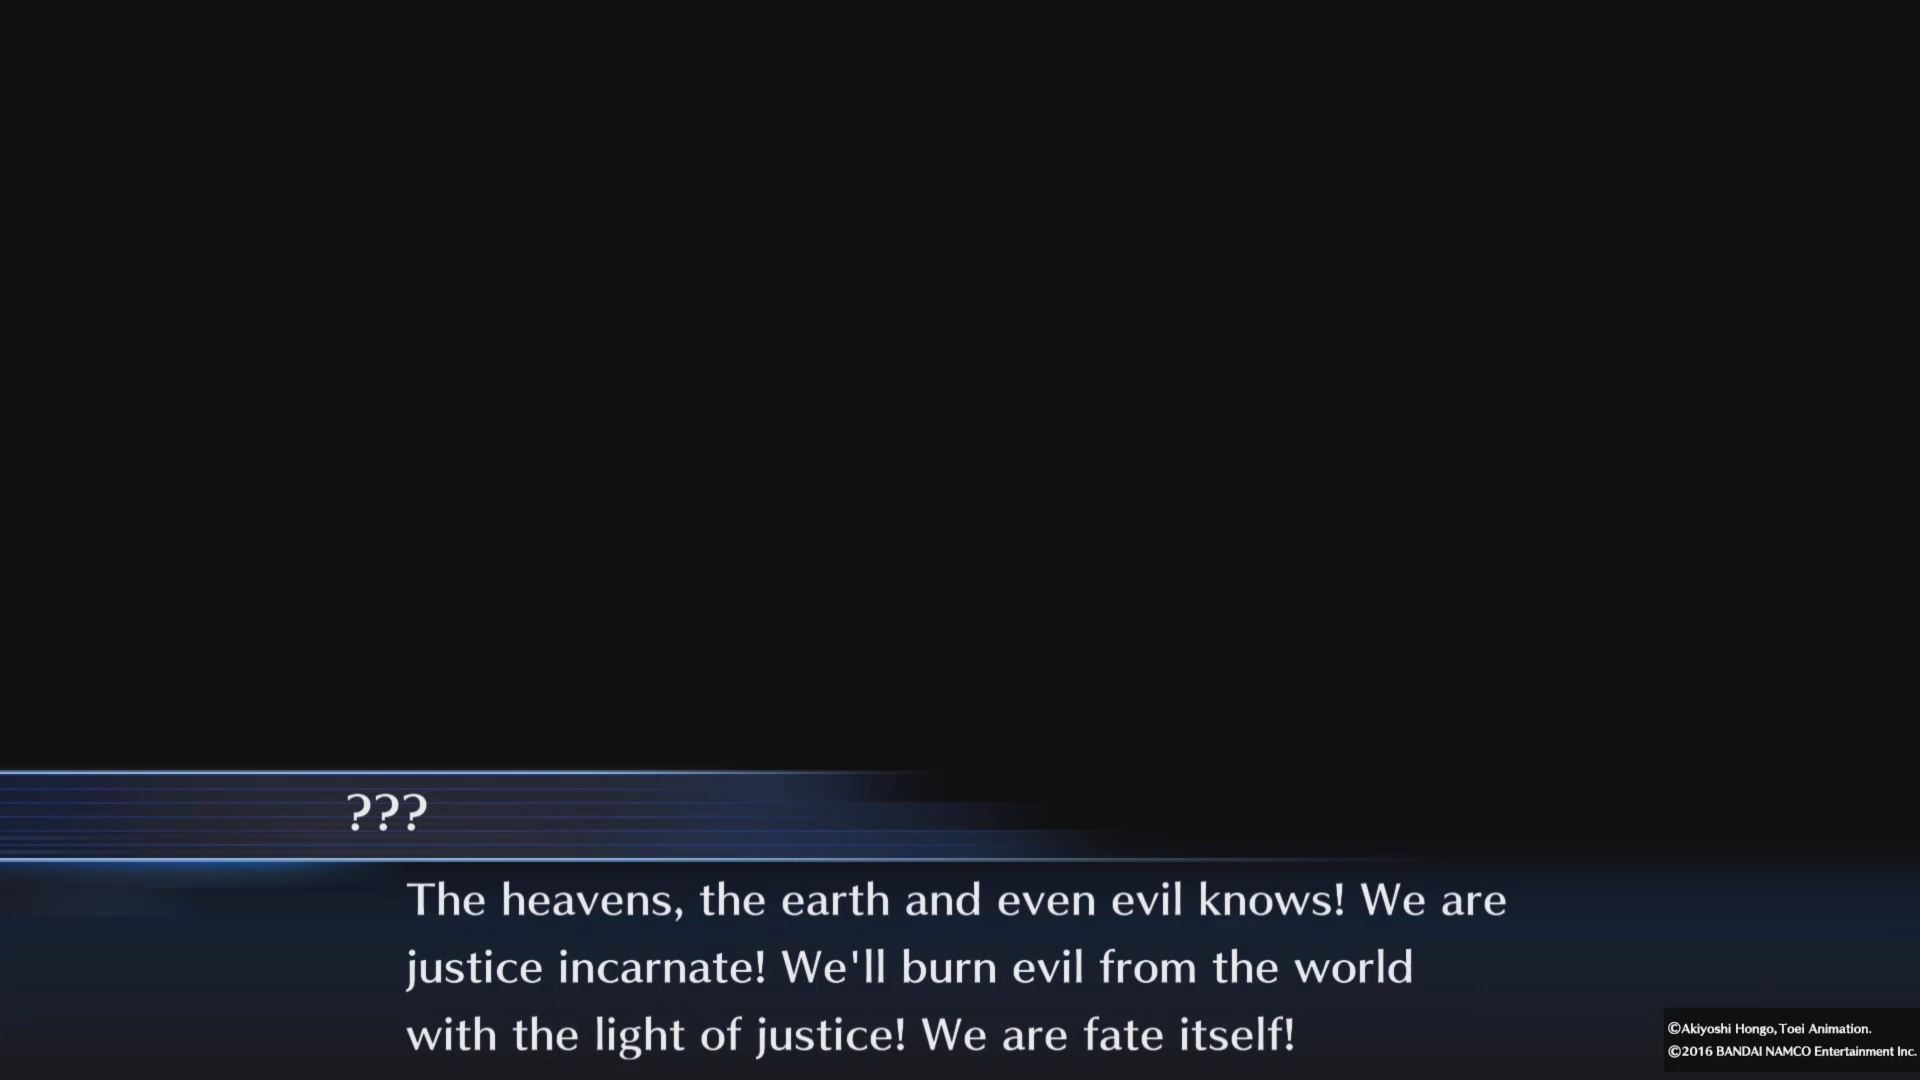 ???
The heavens, the earth and even evil knows! We are
justice incarnate! We'll burn evil from the world
with the light of justice! We are fate itself!
©Akiyoshi Hongo, Toei Animation.
©2016 BANDAI NAMCO Entertainment Inc.